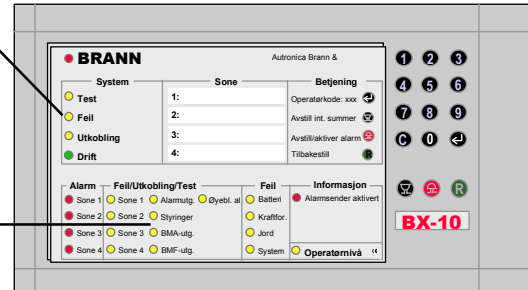 BRANN
Autronica Brann &
System
Test
Feil
Utkobling
Drift
Sone
1:
2:
3:
4:
Betjening
Operatørkode: xxx
Avstill int. summer
Avstill/aktiver alarm
Tilbakestill R
1 2 3
4 5 6
7 8 9
C 0
R
BX-10
Alarm
Sone 1
Sone 2
Sone 3
Sone 4
Feil/Utkobling/Test
Sone 1 Alarmutg. Øyebl. al
Sone 2 Styringer
Sone 3 BMA-utg.
Sone 4 BMF-utg.
Feil
Batteri
Kraftfor.
Jord
System
Informasjon
Alarmsender aktivert
Operatørnivå "